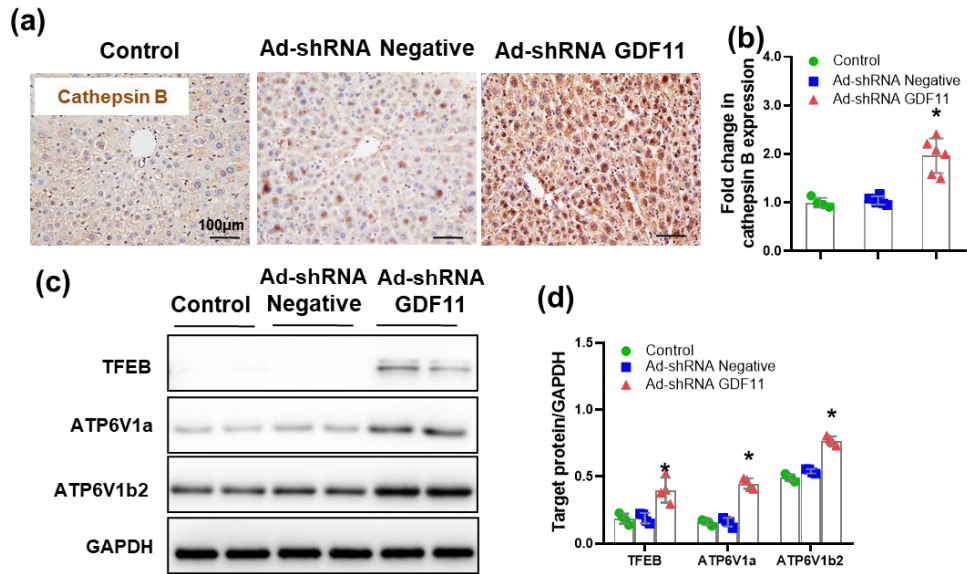 (a)
Control
Ad-shRNA Negative
Ad-shRNA GDF11
Cathepsin B
100μm
(b)
Control
Ad-shRNA Negative
Ad-shRNA GDF11
Fold change in
cathepsin B expression
4.0
3.0
2.0
1.0
0.0
*
(c)
Control
Ad-shRNA
Negative
Ad-shRNA
GDF11
TFEB
ATP6V1a
ATP6V1b2
GAPDH
(d)
Control
Ad-shRNA Negative
Ad-shRNA GDF11
Target protein/GAPDH
1.5
1.0
0.5
0.0
*
*
*
TFEB
ATP6V1a
ATP6V1b2